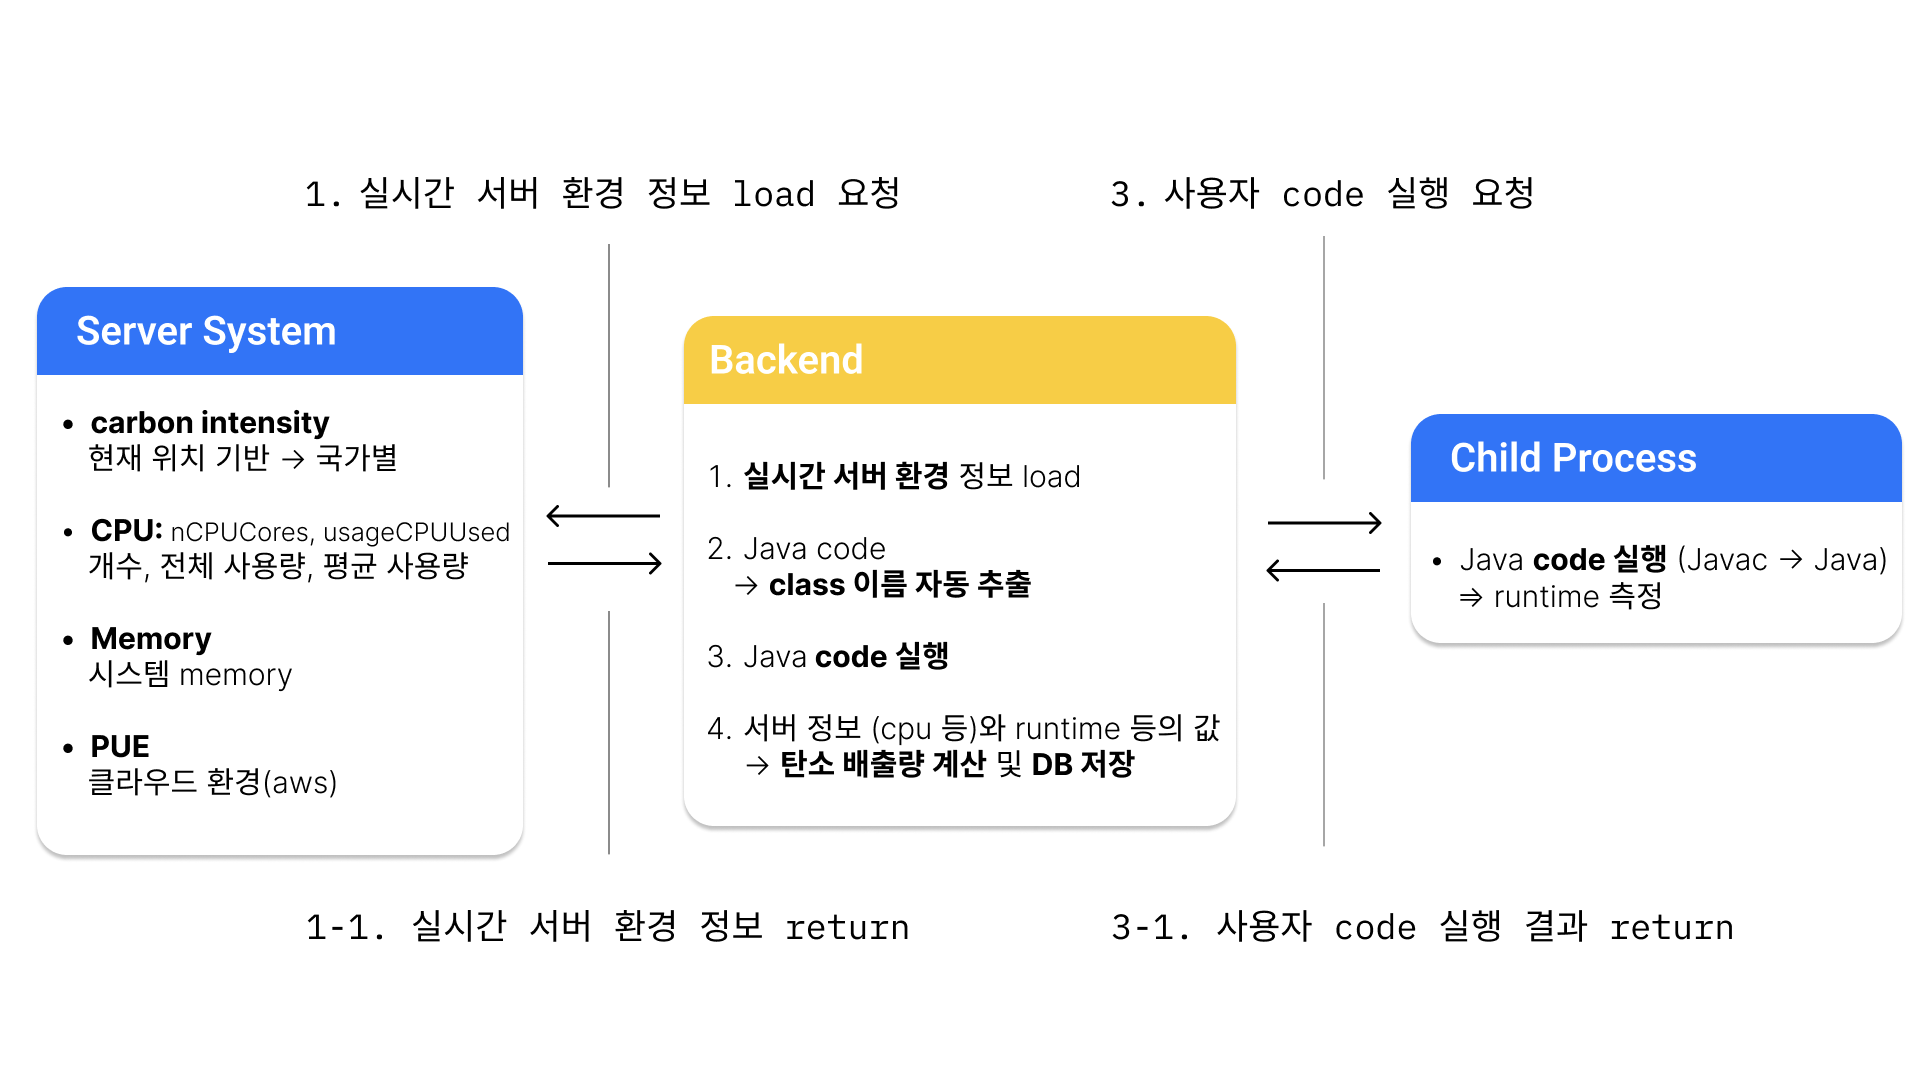 1. 실시간 서버 환경 정보 load 요청
3. 사용자 code 실행 요청
Server System
• carbon intensity
현재 위치 기반 → 국가별
• CPU: nCPUCores, usageCPUUsed
개수, 전체 사용량, 평균 사용량
• Memory
시스템 memory
• PUE
클라우드 환경(aws)
Backend
1. 실시간 서버 환경 정보 load
2. Java code
→ class 이름 자동 추출
3. Java code 실행
4. 서버 정보 (cpu 등)와 runtime 등의 값
→ 탄소 배출량 계산 및 DB 저장
Child Process
• Java code 실행 (Javac → Java)
⇒ runtime 측정
1-1. 실시간 서버 환경 정보 return
3-1. 사용자 code 실행 결과 return